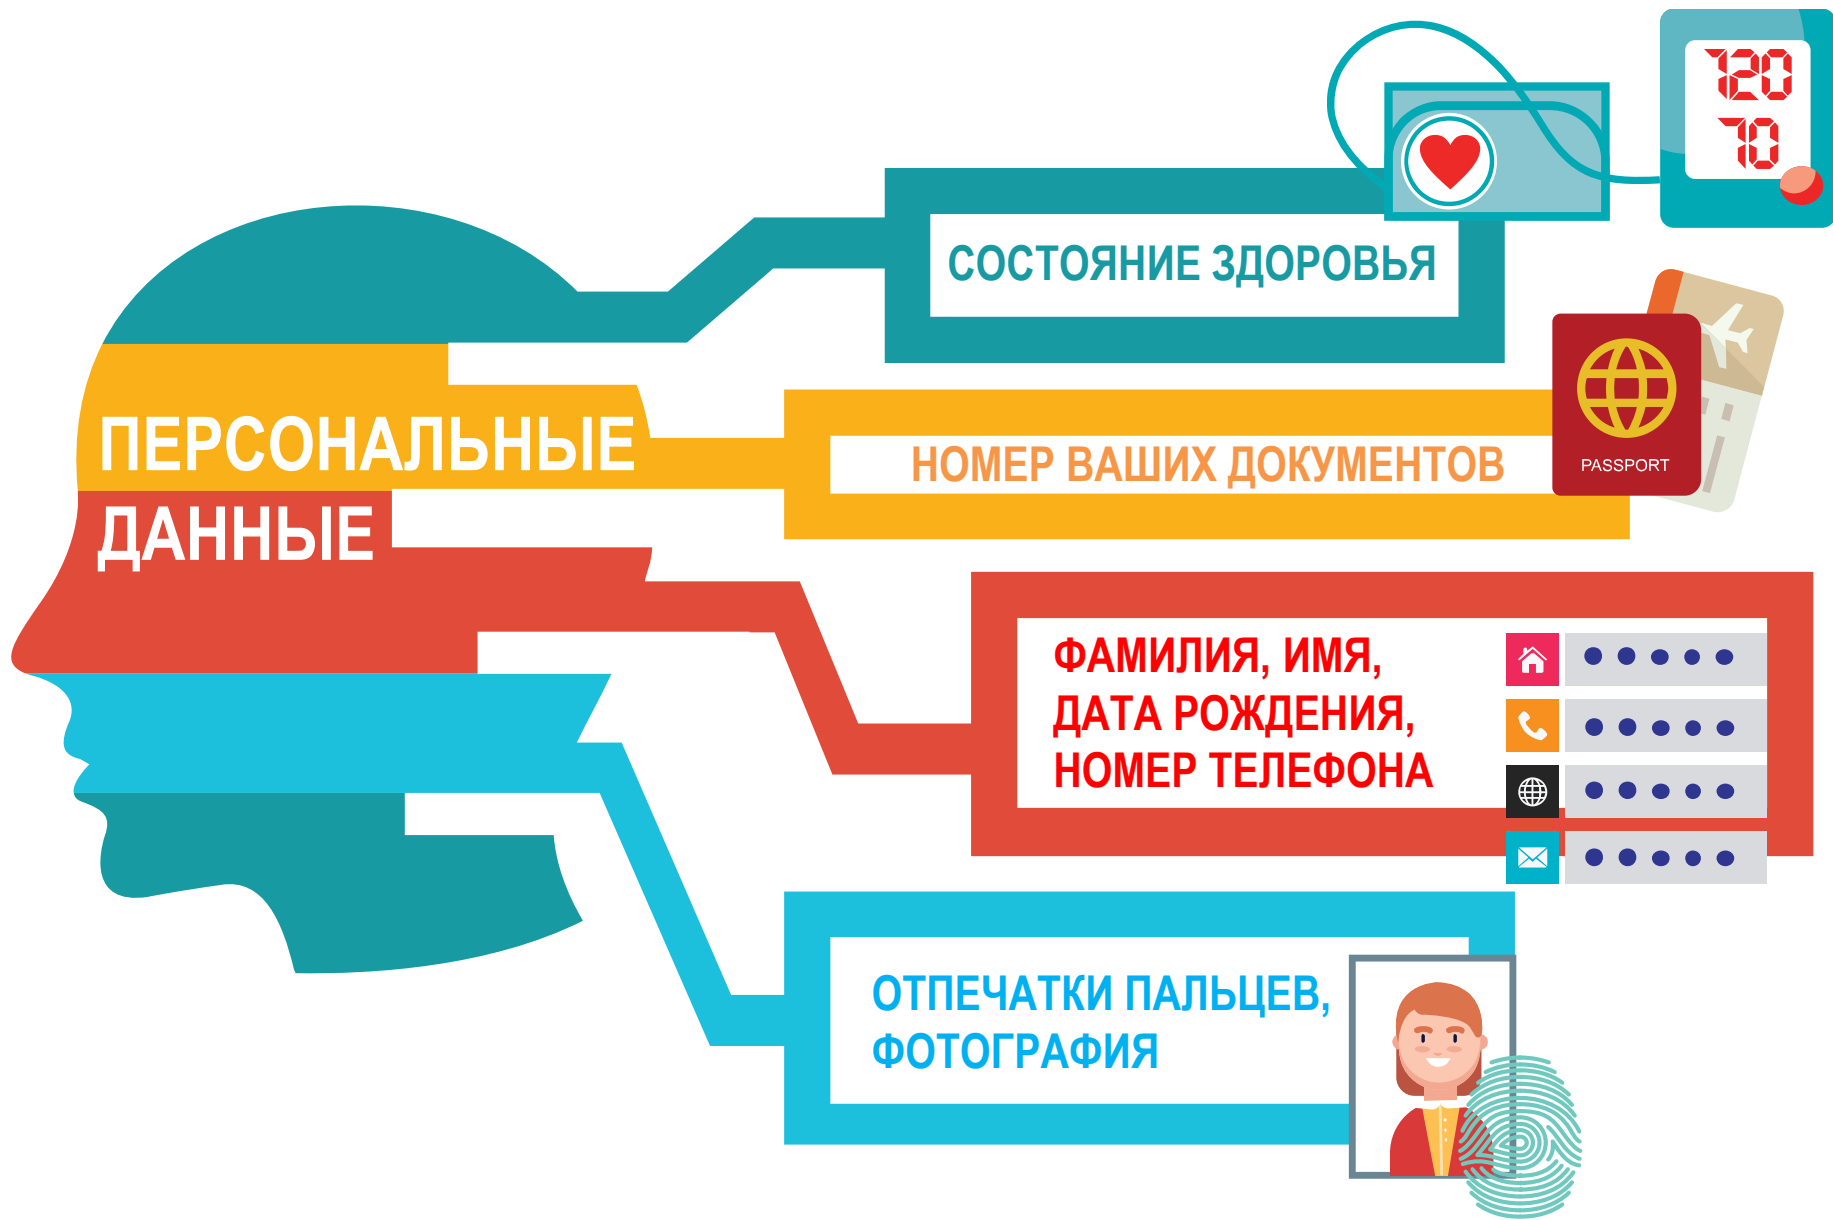 120
70
СОСТОЯНИЕ ЗДОРОВЬЯ
ПЕРСОНАЛЬНЫЕ
ДАННЫЕ
НОМЕР ВАШИХ ДОКУМЕНТОВ
PASSPORT
ФАМИЛИЯ, ИМЯ,
ДАТА РОЖДЕНИЯ,
НОМЕР ТЕЛЕФОНА
ОТПЕЧАТКИ ПАЛЬЦЕВ,
ФОТОГРАФИЯ